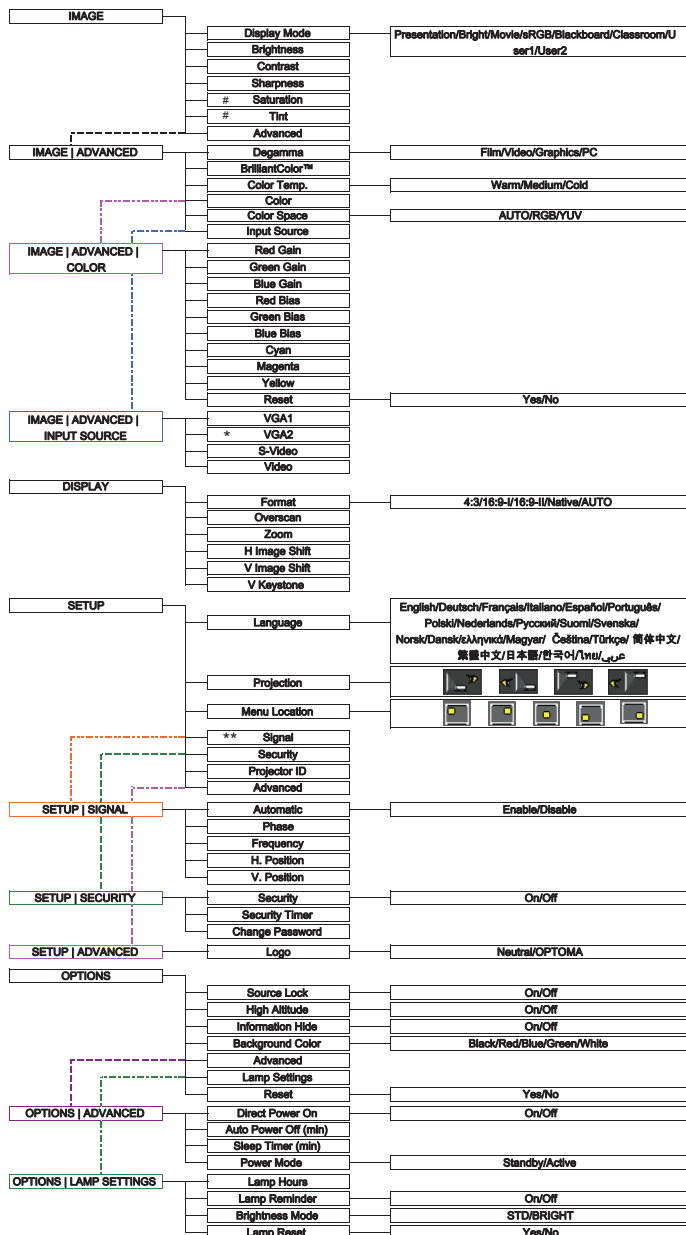 IMAGE
Display Mode
Presentation/Bright/Movie/sRGB/Blackboard/Classroom/U
ser1/User2
Brightness
Contrast
Sharpness
# Saturation
# Tint
Advanced
IMAGE | ADVANCED
Degamma
Film/Video/Graphics/PC
BrilliantColor™
Color Temp.
Warm/Medium/Cold
Color
Color Space
AUTO/RGB/YUV
Input Source
IMAGE | ADVANCED |
COLOR
Red Gain
Green Gain
Blue Gain
Red Bias
Green Bias
Blue Bias
Cyan
Magenta
Yellow
Reset
Yes/No
IMAGE | ADVANCED |
INPUT SOURCE
VGA1
* VGA2
S-Video
Video
DISPLAY
Format
4:3/16:9-I/16:9-II/Native/AUTO
Overscan
Zoom
H Image Shift
V Image Shift
V Keystone
SETUP
Language
English/Deutsch/Français/Italiano/Español/Português/
Polski/Nederlands/Русский/Suomi/Svenska/
Norsk/Dansk/ελληνικά/Magyar/ Čeština/Türkçe/ 简体中文/
繁體中文/日本語/한국어/ไทย/عربي
Projection
Menu Location
** Signal
Security
Projector ID
Advanced
SETUP | SIGNAL
Automatic
Enable/Disable
Phase
Frequency
H. Position
V. Position
SETUP | SECURITY
Security
On/Off
Security Timer
Change Password
SETUP | ADVANCED
Logo
Neutral/OPTOMA
OPTIONS
Source Lock
On/Off
High Altitude
On/Off
Information Hide
On/Off
Background Color
Black/Red/Blue/Green/White
Advanced
Lamp Settings
Reset
Yes/No
OPTIONS | ADVANCED
Direct Power On
On/Off
Auto Power Off (min)
Sleep Timer (min)
Power Mode
Standby/Active
OPTIONS | LAMP SETTINGS
Lamp Hours
Lamp Reminder
On/Off
Brightness Mode
STD/BRIGHT
Lamp Reset
Yes/No